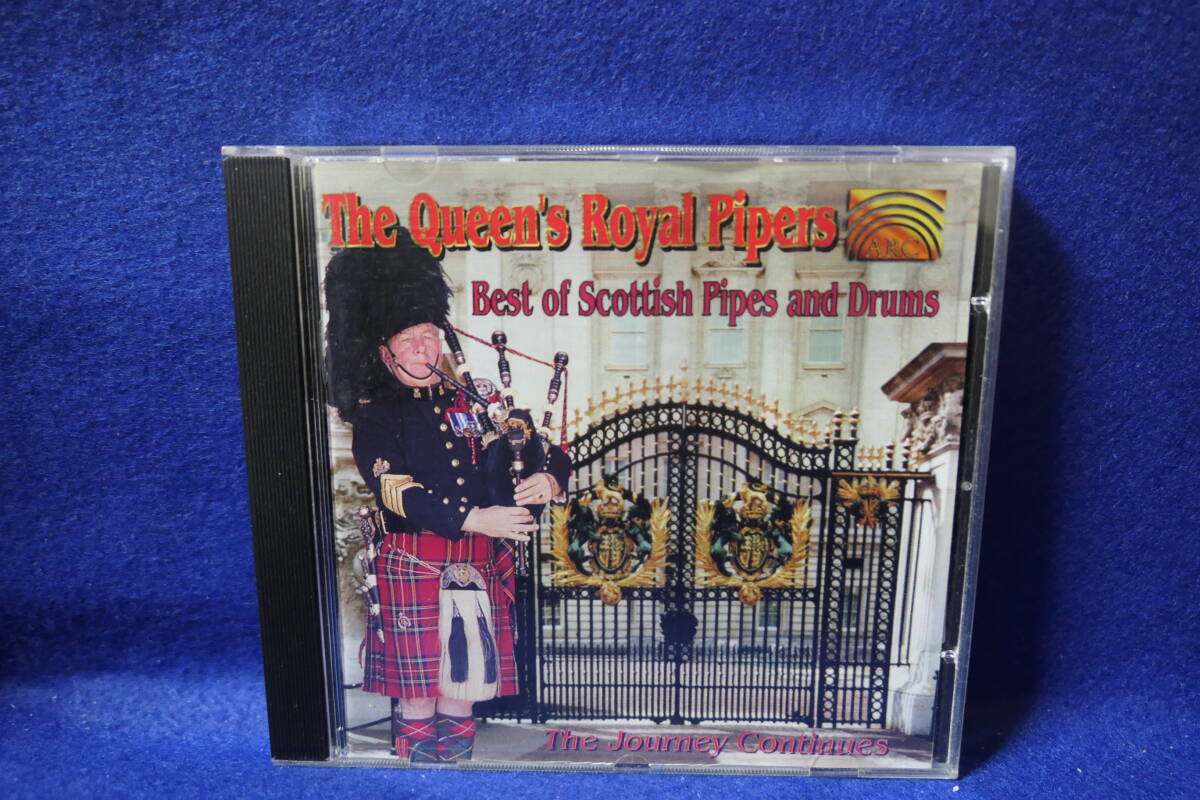 The Queen's Royal Pipers
ARC
Best of Scottish Pipes and Drums
The Journey Continues